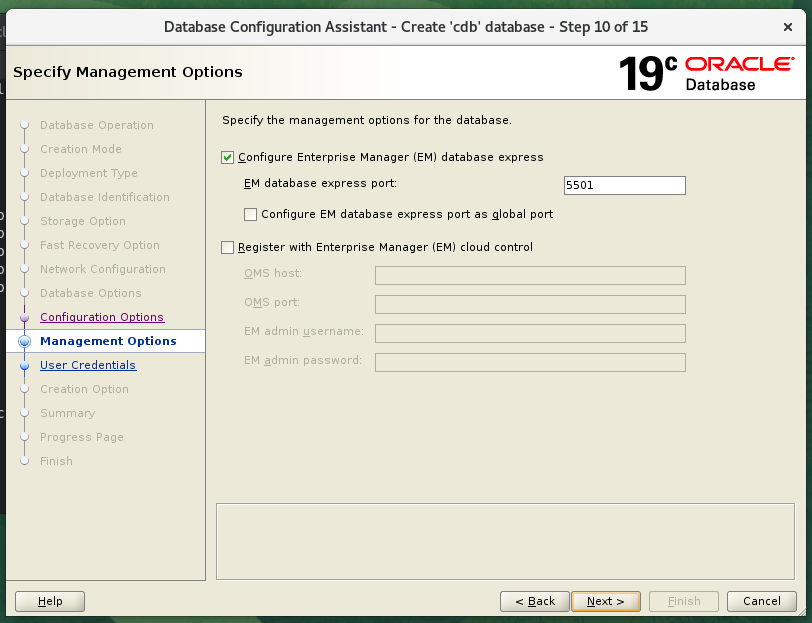 Database Configuration Assistant - Create 'cdb' database - Step 10 of 15
Specify Management Options
19c ORACLE
Database
Database Operation
Creation Mode
Deployment Type
Database Identification
Storage Option
Fast Recovery Option
Network Configuration
Database Options
Configuration Options
Management Options
User Credentials
Creation Option
Summary
Progress Page
Finish
Specify the management options for the database.
Configure Enterprise Manager (EM) database express
EM database express port: 5501
Configure EM database express port as global port
Register with Enterprise Manager (EM) cloud control
OMS host:
OMS port:
EM admin username:
EM admin password:
Help
< Back
Next >
Finish
Cancel